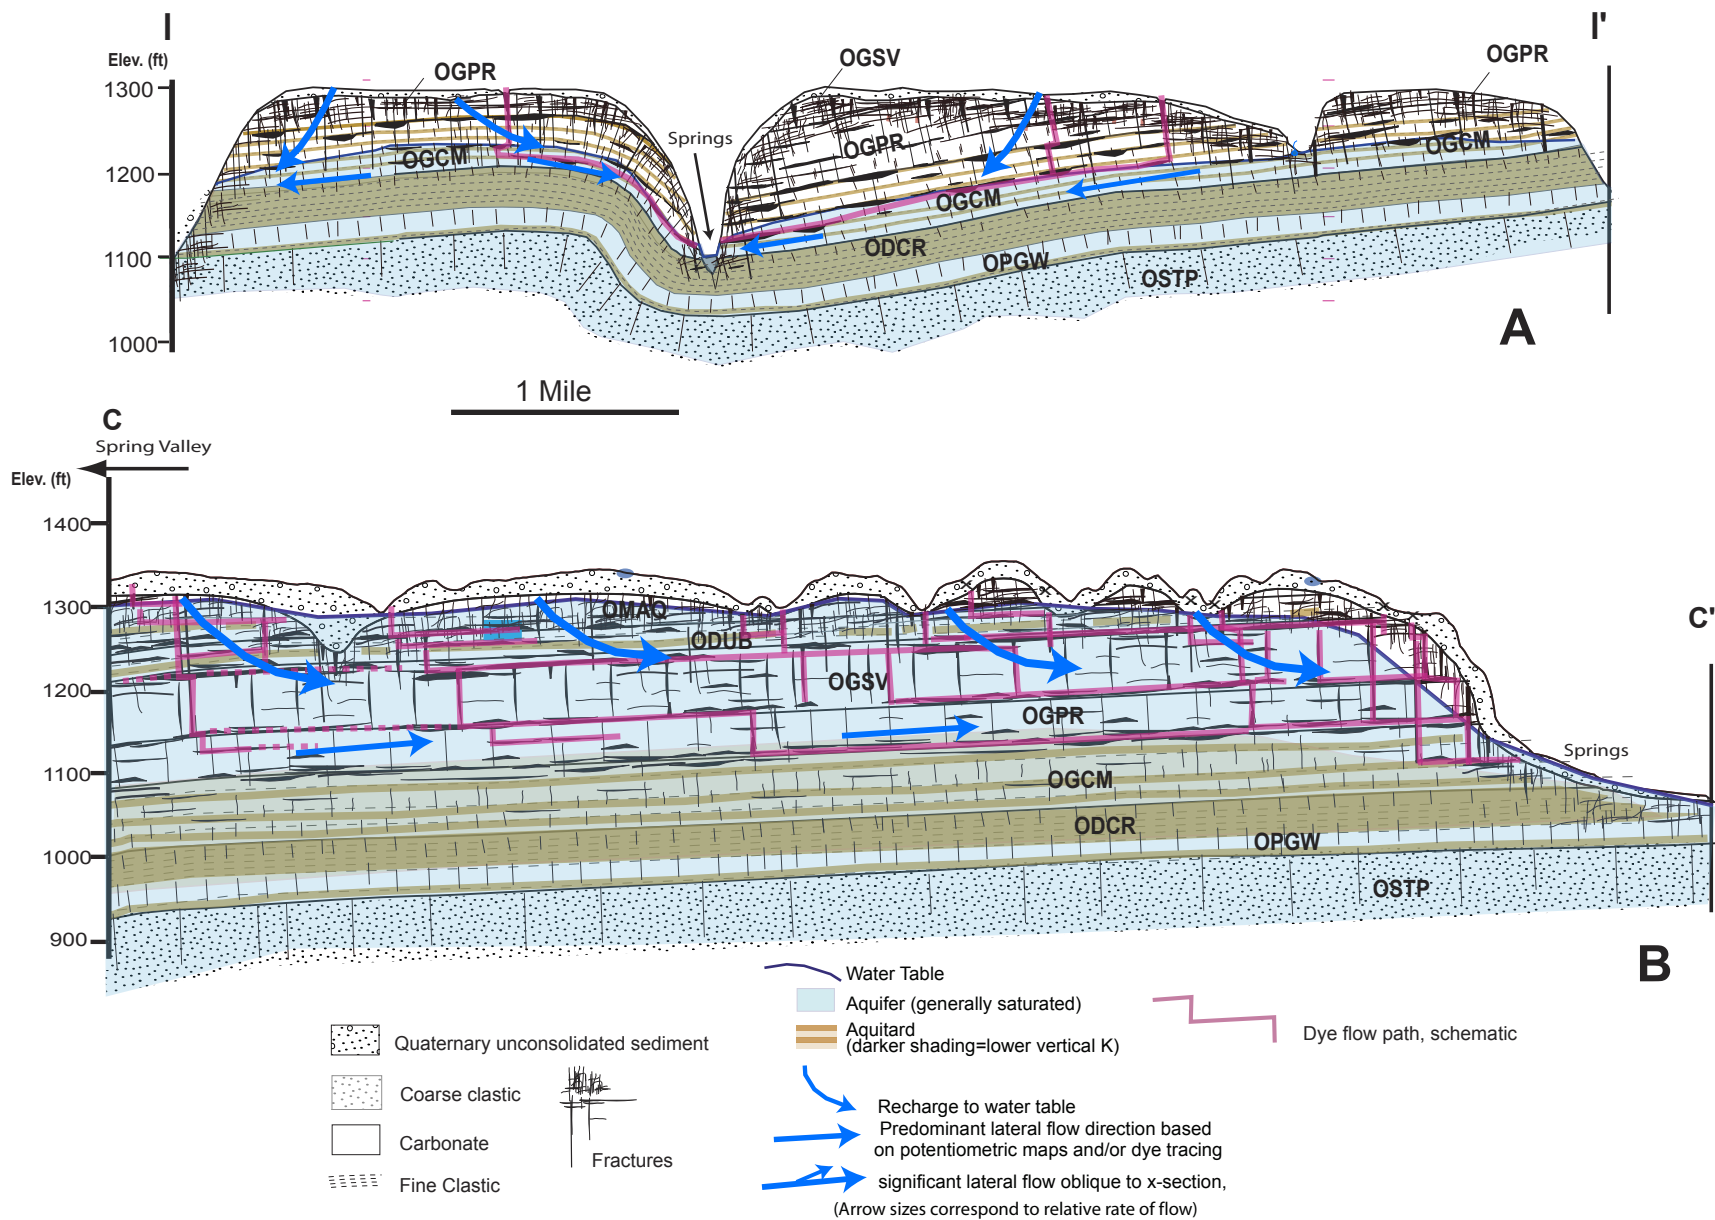 I
I'
Elev. (ft)
OGPR
OGSV
OGPR
1300
Springs
OGPR
OGCM
OGCM
1200
OGCM
ODCR
1100
OPGW
OSTP
1000
A
1 Mile
C
Spring Valley
Elev. (ft)
1400
1300
OMAQ
C'
ODUB
1200
OGSV
OGPR
1100
Springs
OGCM
ODCR
1000
OPGW
OSTP
900
B
Water Table
Aquifer (generally saturated)
Aquitard
(darker shading=lower vertical K)
Dye flow path, schematic
Quaternary unconsolidated sediment
Coarse clastic
Carbonate
Fine Clastic
Fractures
Recharge to water table
Predominant lateral flow direction based
on potentiometric maps and/or dye tracing
significant lateral flow oblique to x-section,
(Arrow sizes correspond to relative rate of flow)